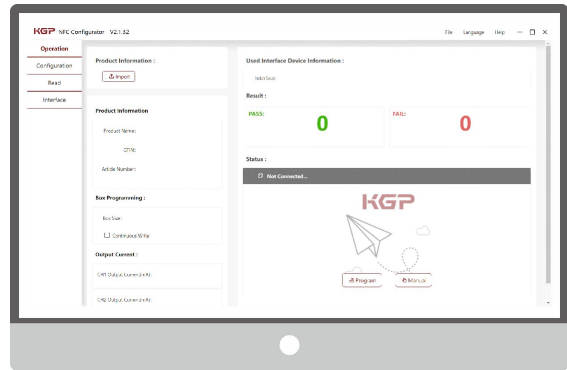 KGP NFC Configurator V2.1.32
File Language Help
Operation
Configuration
Read
Interface
Product Information :
Import
Product Information
Product Name:
GTIN:
Article Number:
Box Programming :
Box Size:
Continuous Write:
Output Current :
CH1 Output Current(mA):
CH2 Output Current(mA):
Used Interface Device Information :
Interface:
Result :
PASS:
0
FAIL:
0
Status :
Not Connected...
KGP
Program
Manual